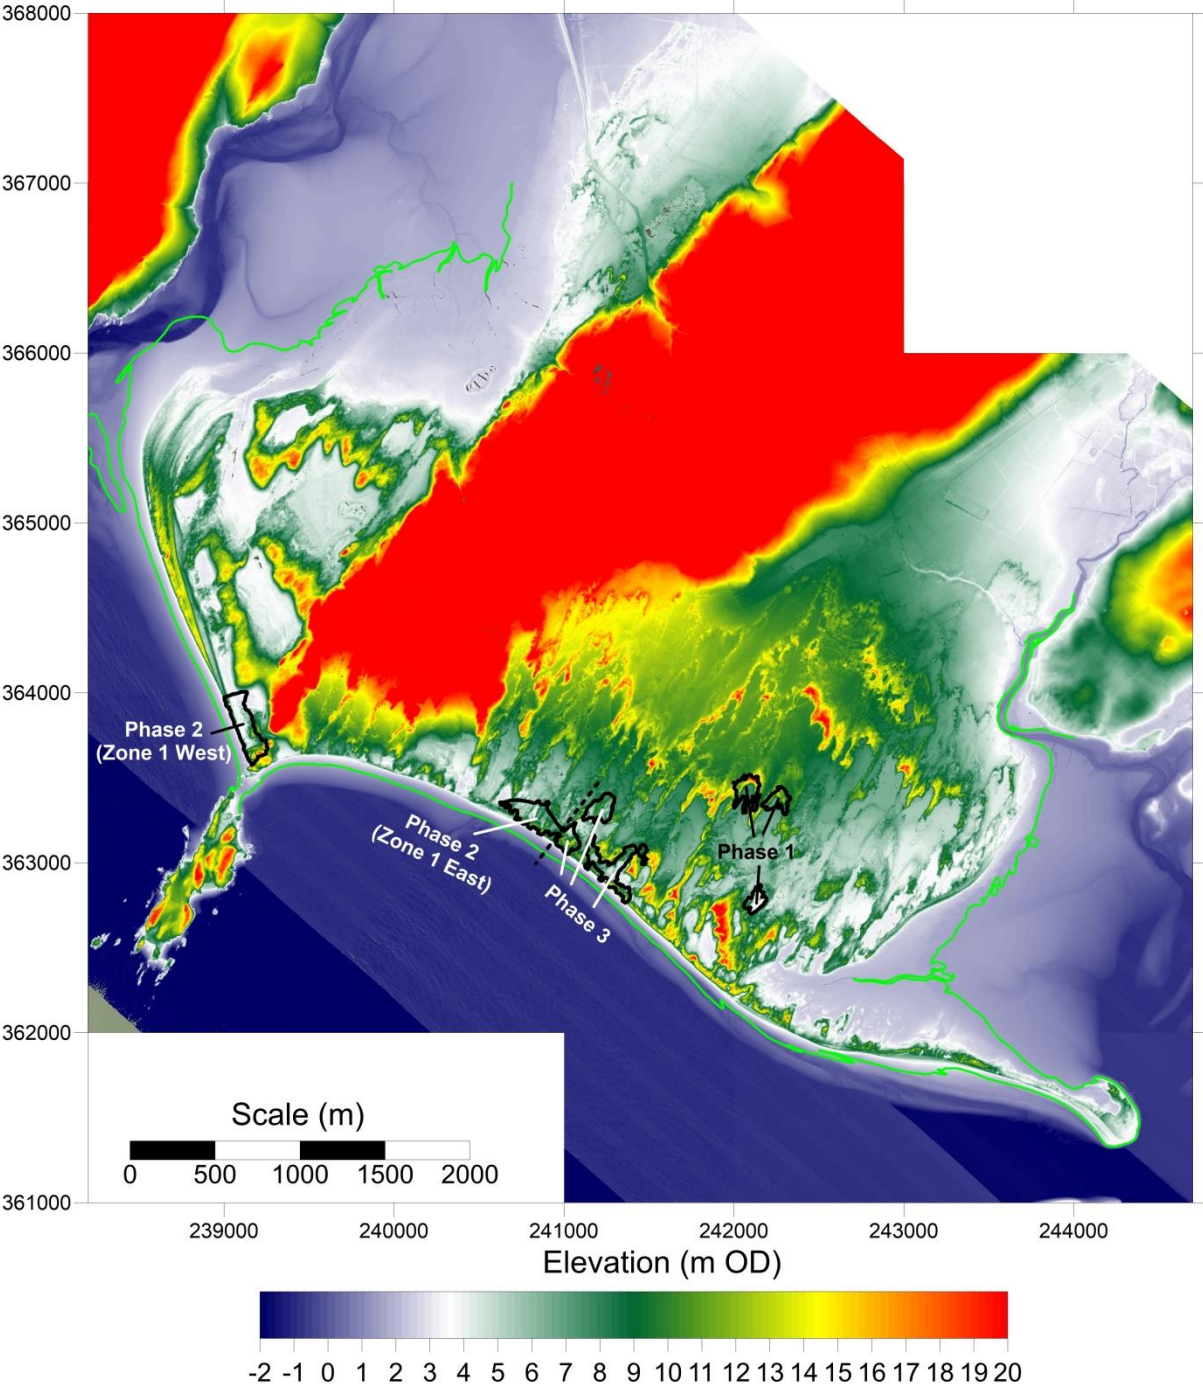 368000
367000
366000
365000
364000
363000
362000
361000
Phase 2
(Zone 1 West)
Phase 2
(Zone 1 East)
Phase 3
Phase 1
Scale (m)
0 500 1000 1500 2000
239000 240000 241000 242000 243000 244000
Elevation (m OD)
-2 -1 0 1 2 3 4 5 6 7 8 9 10 11 12 13 14 15 16 17 18 19 20